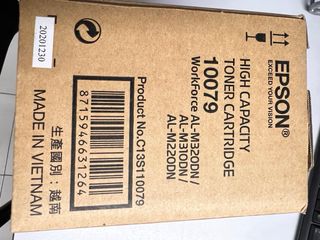 EPSON®
EXCEED YOUR VISION
HIGH CAPACITY
TONER CARTRIDGE
10079
WorkForce AL-M320DN/
AL-M310DN/
AL-M220DN
Product No.C13S110079
8715946631264
生產國別：越南
MADE IN VIETNAM
20201230